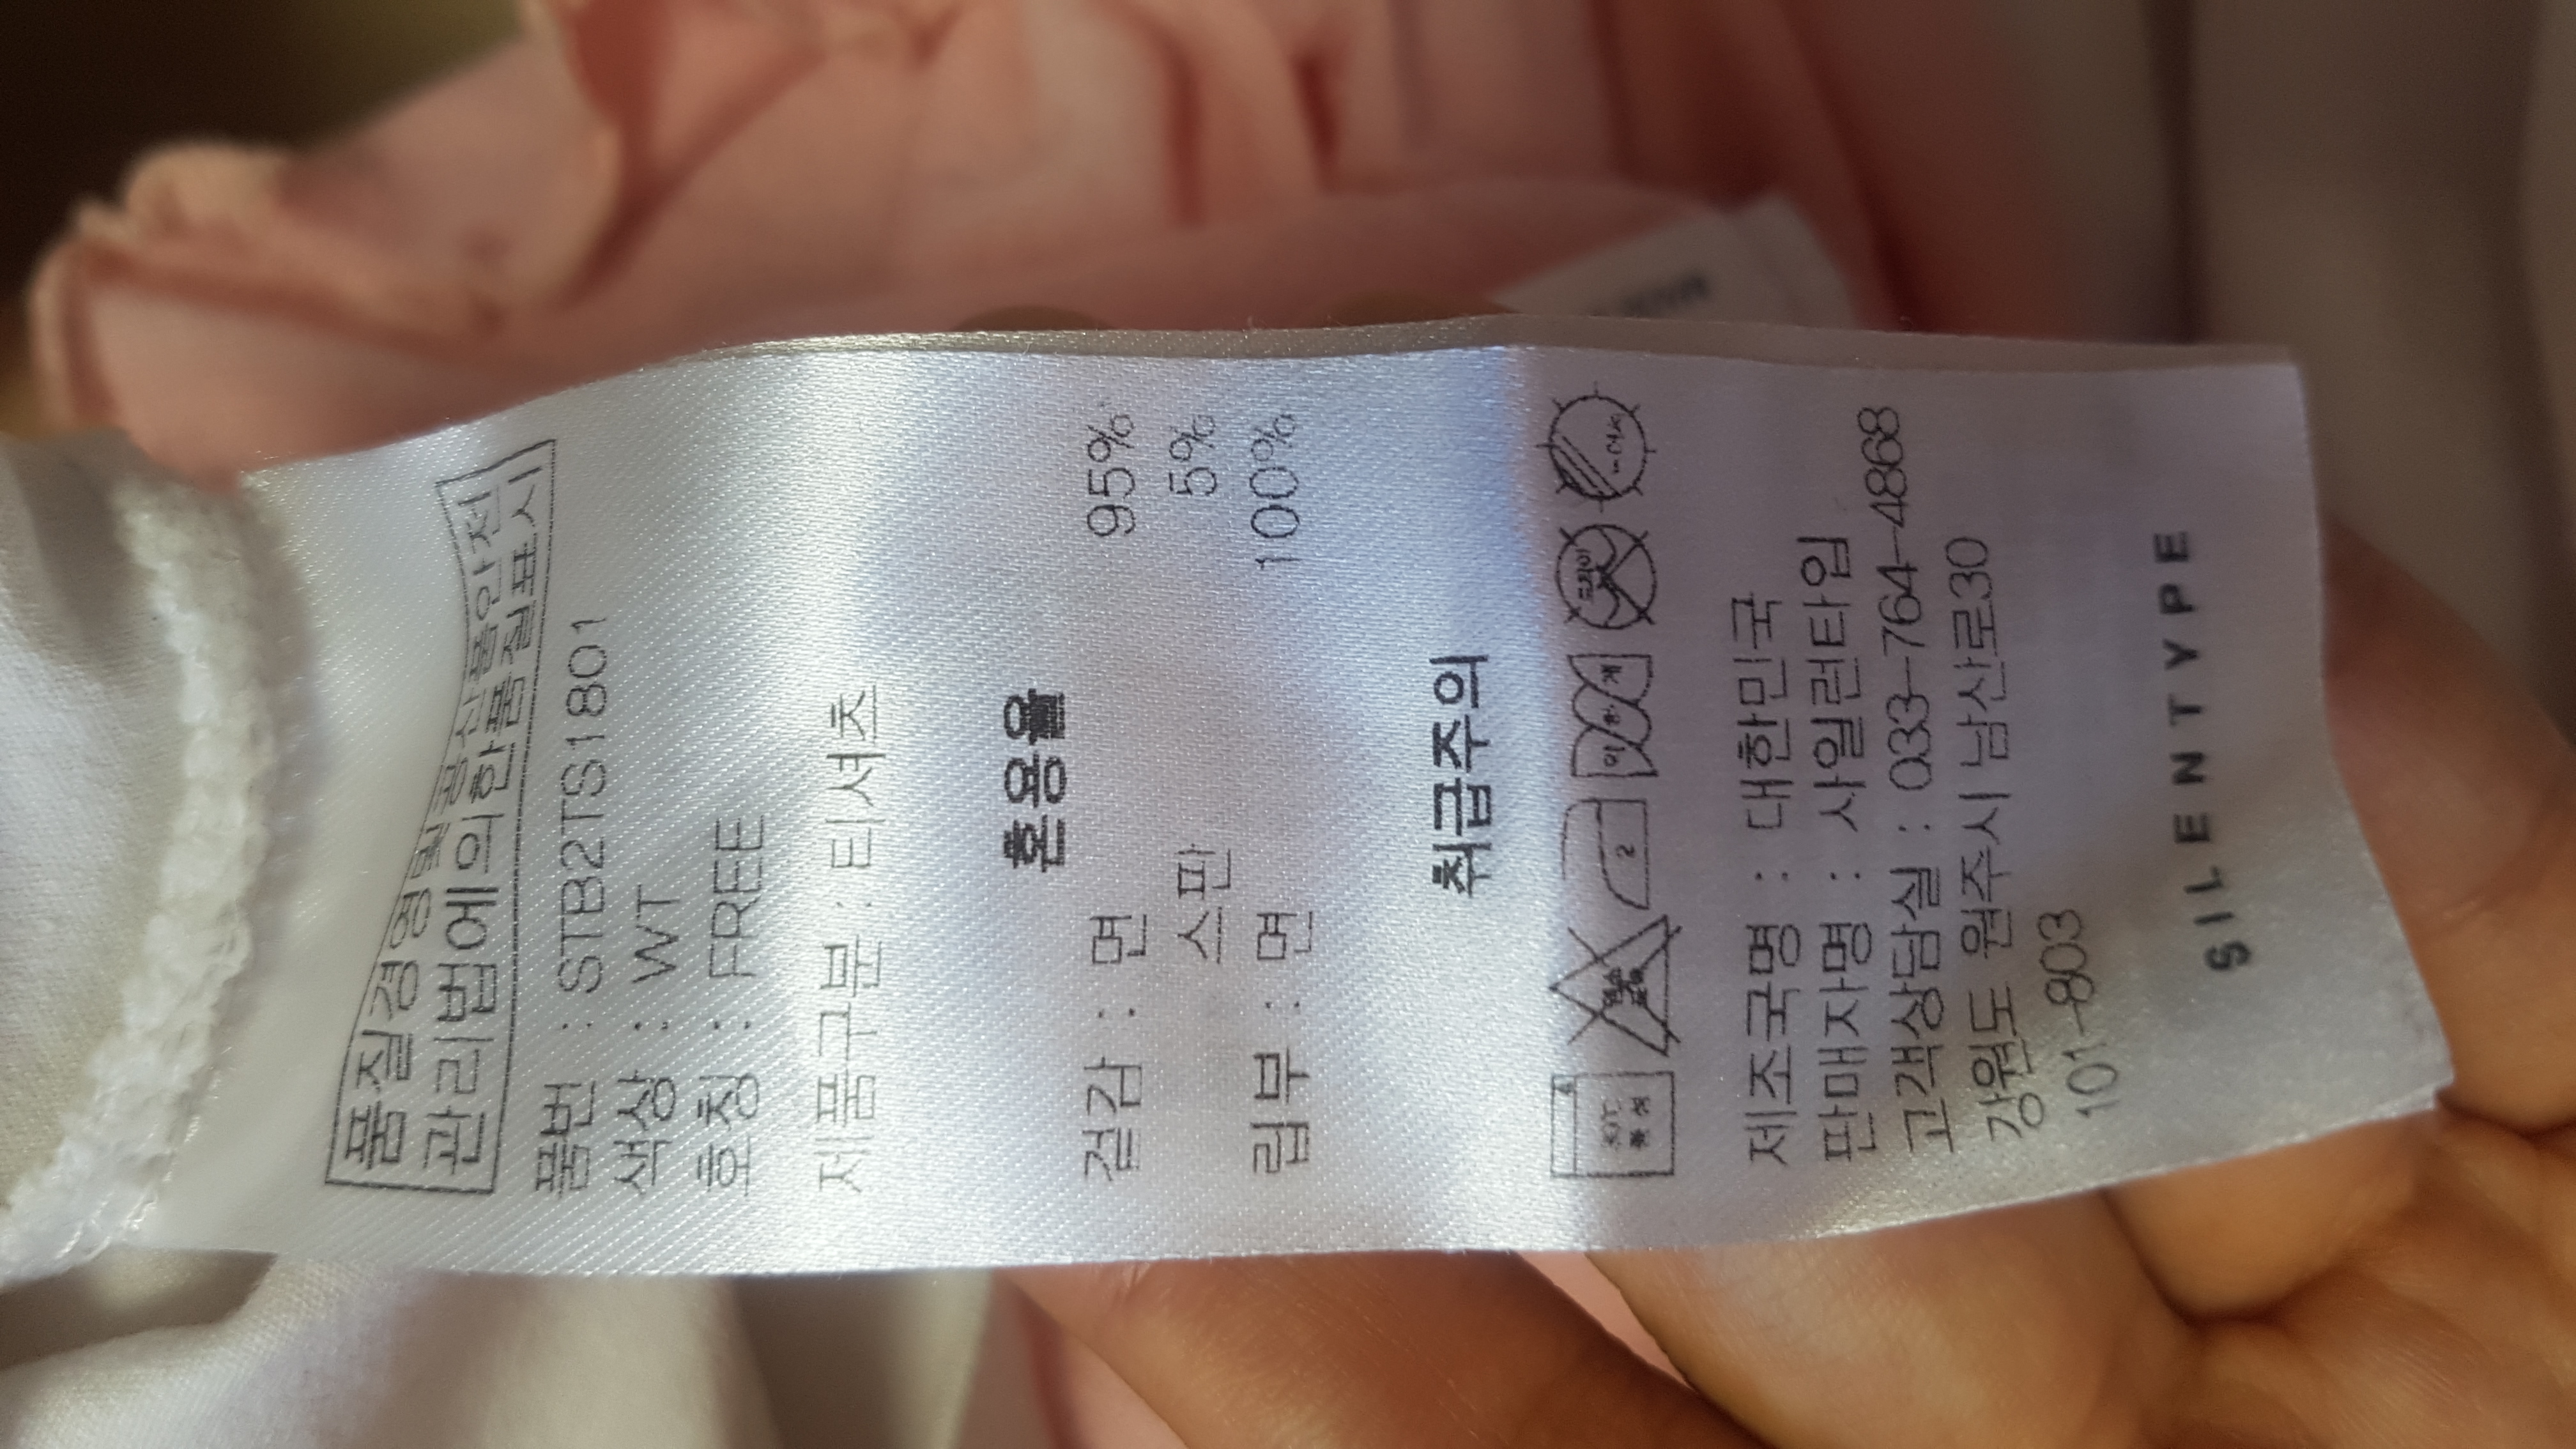 품질경영및공산품안전
관리법에의한품질표시
품번 : STB2TS1801
색상 : WT
호칭 : FREE
제품구분 : 티셔츠
혼용율
겉감 : 면 95%
스판 5%
립부 : 면 100%
취급주의
2 약하게
제조국명 : 대한민국
판매자명 : 사일런타입
고객상담실 : 033-764-4868
강원도 원주시 남산로30
101-803
SILENTYPE